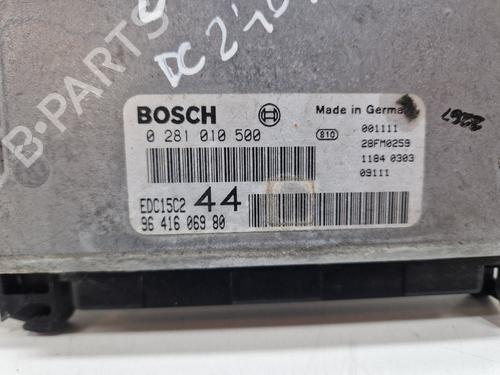 B-PARTS
DC 2
BOSCH
Made in Germany
0 281 010 500
810
001111
28FM0259
1184 0303
09111
EDC15C2 44
96 416 069 80